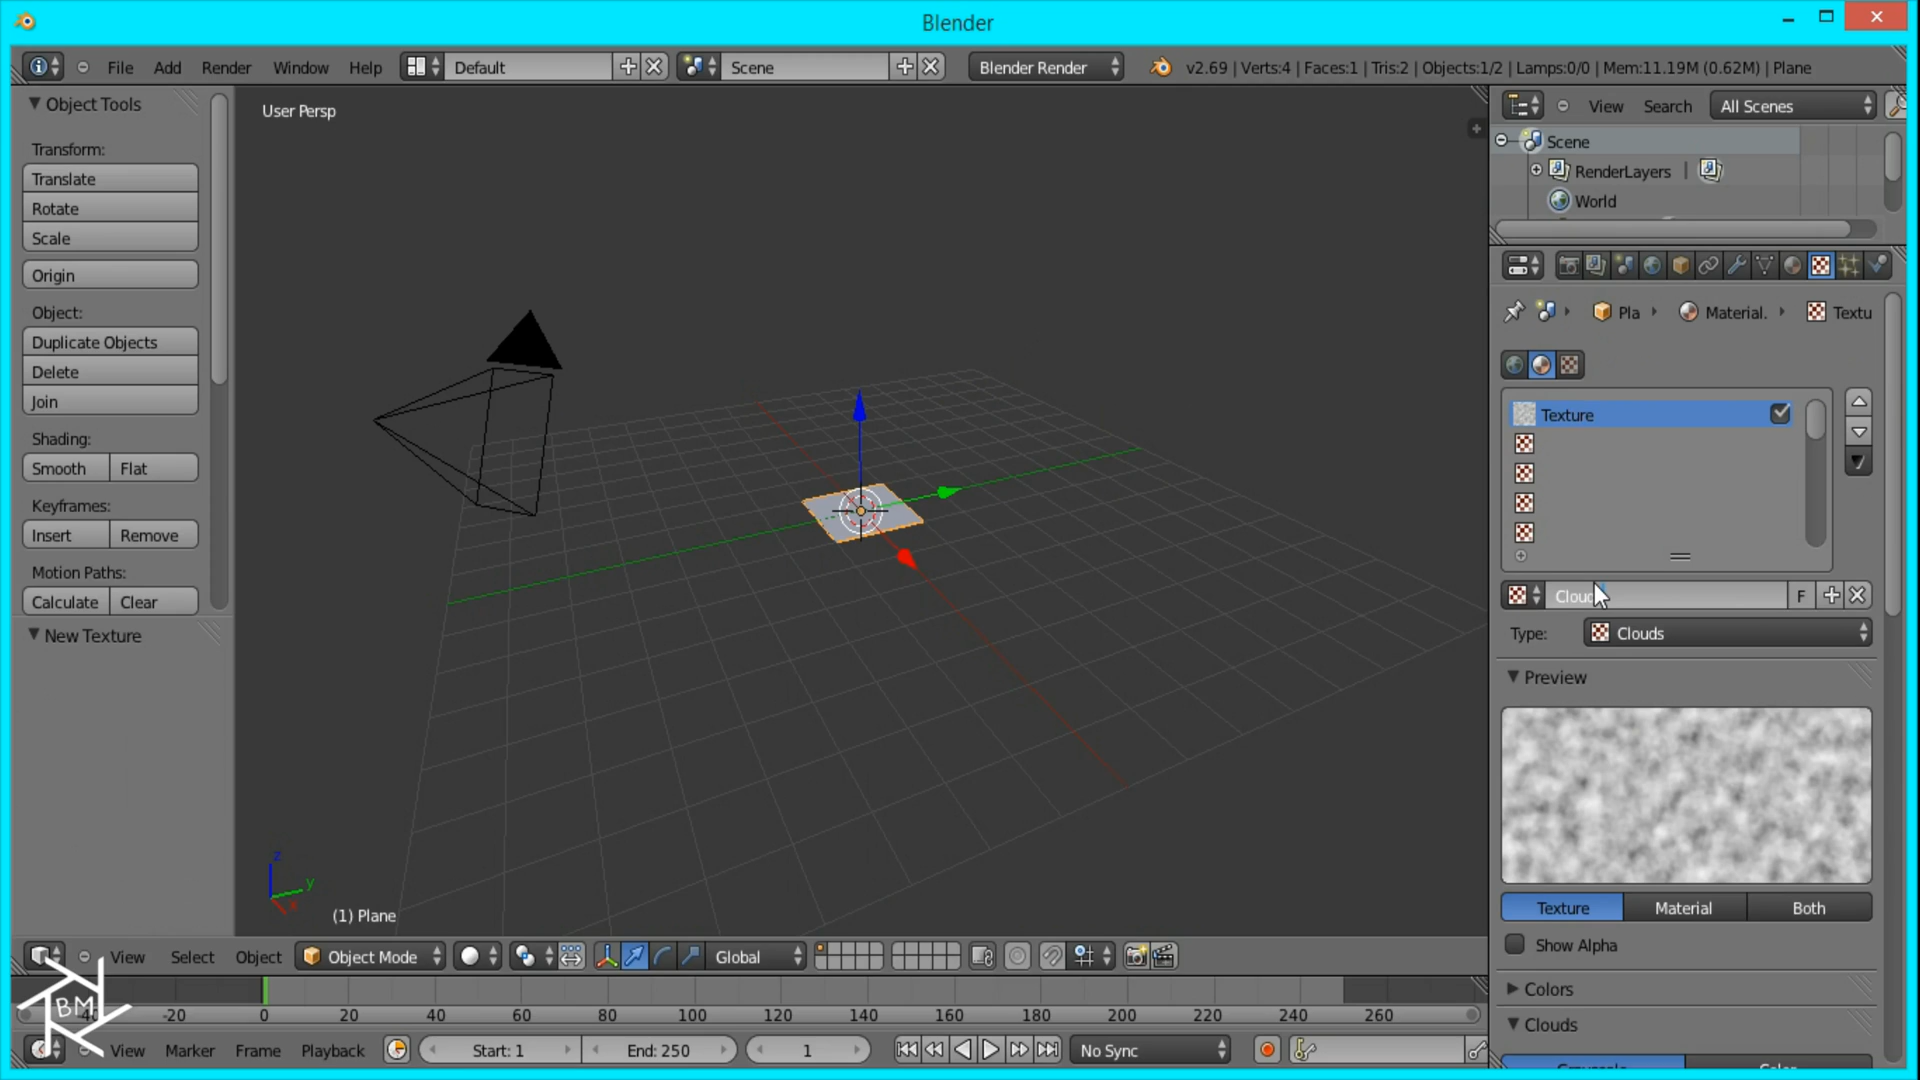 Blender
File Add Render Window Help Default Scene Blender Render v2.69 | Verts:4 | Faces:1 | Tris:2 | Objects:1/2 | Lamps:0/0 | Mem:11.19M (0.62M) | Plane
Object Tools
Transform:
Translate
Rotate
Scale
Origin
Object:
Duplicate Objects
Delete
Join
Shading:
Smooth Flat
Keyframes:
Insert Remove
Motion Paths:
Calculate Clear
New Texture
User Persp
z
y
x
(1) Plane
View Select Object Object Mode Global
-20 0 20 40 60 80 100 120 140 160 180 200 220 240 260
BM
View Marker Frame Playback Start: 1 End: 250 1 No Sync
View Search All Scenes
Scene
RenderLayers |
World
Pla Material. Textu
Texture
F
Type: Clouds
Preview
Texture Material Both
Show Alpha
Colors
Clouds